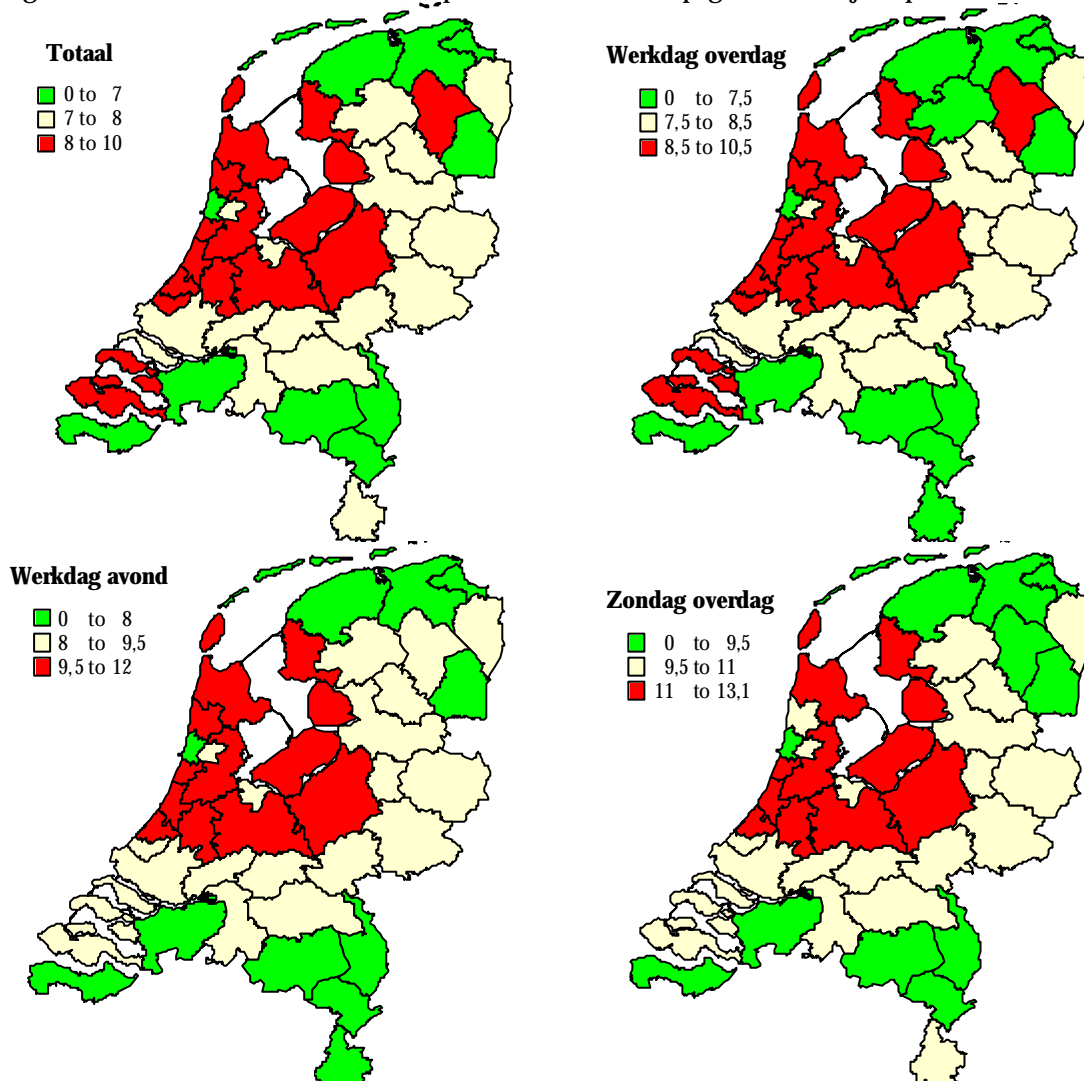 Totaal
0 to 7
7 to 8
8 to 10
Werkdag overdag
0 to 7,5
7,5 to 8,5
8,5 to 10,5
Werkdag avond
0 to 8
8 to 9,5
9,5 to 12
Zondag overdag
0 to 9,5
9,5 to 11
11 to 13,1